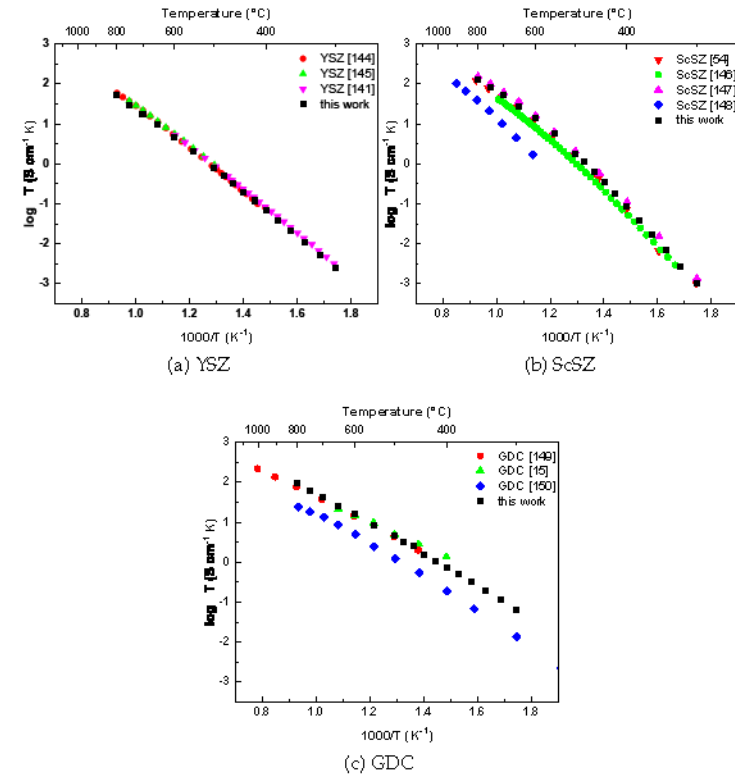 Temperature (°C)
1000 800 600 400
YSZ [144]
YSZ [145]
YSZ [141]
this work
3
2
1
0
-1
-2
-3
log T (S cm-1 K)
0.8 1.0 1.2 1.4 1.6 1.8
1000/T (K-1)
(a) YSZ
Temperature (°C)
1000 800 600 400
ScSZ [54]
ScSZ [146]
ScSZ [147]
ScSZ [148]
this work
3
2
1
0
-1
-2
-3
log T (S cm-1 K)
0.8 1.0 1.2 1.4 1.6 1.8
1000/T (K-1)
(b) ScSZ
Temperature (°C)
1000 800 600 400
GDC [149]
GDC [15]
GDC [150]
this work
3
2
1
0
-1
-2
-3
log T (S cm-1 K)
0.8 1.0 1.2 1.4 1.6 1.8
1000/T (K-1)
(c) GDC